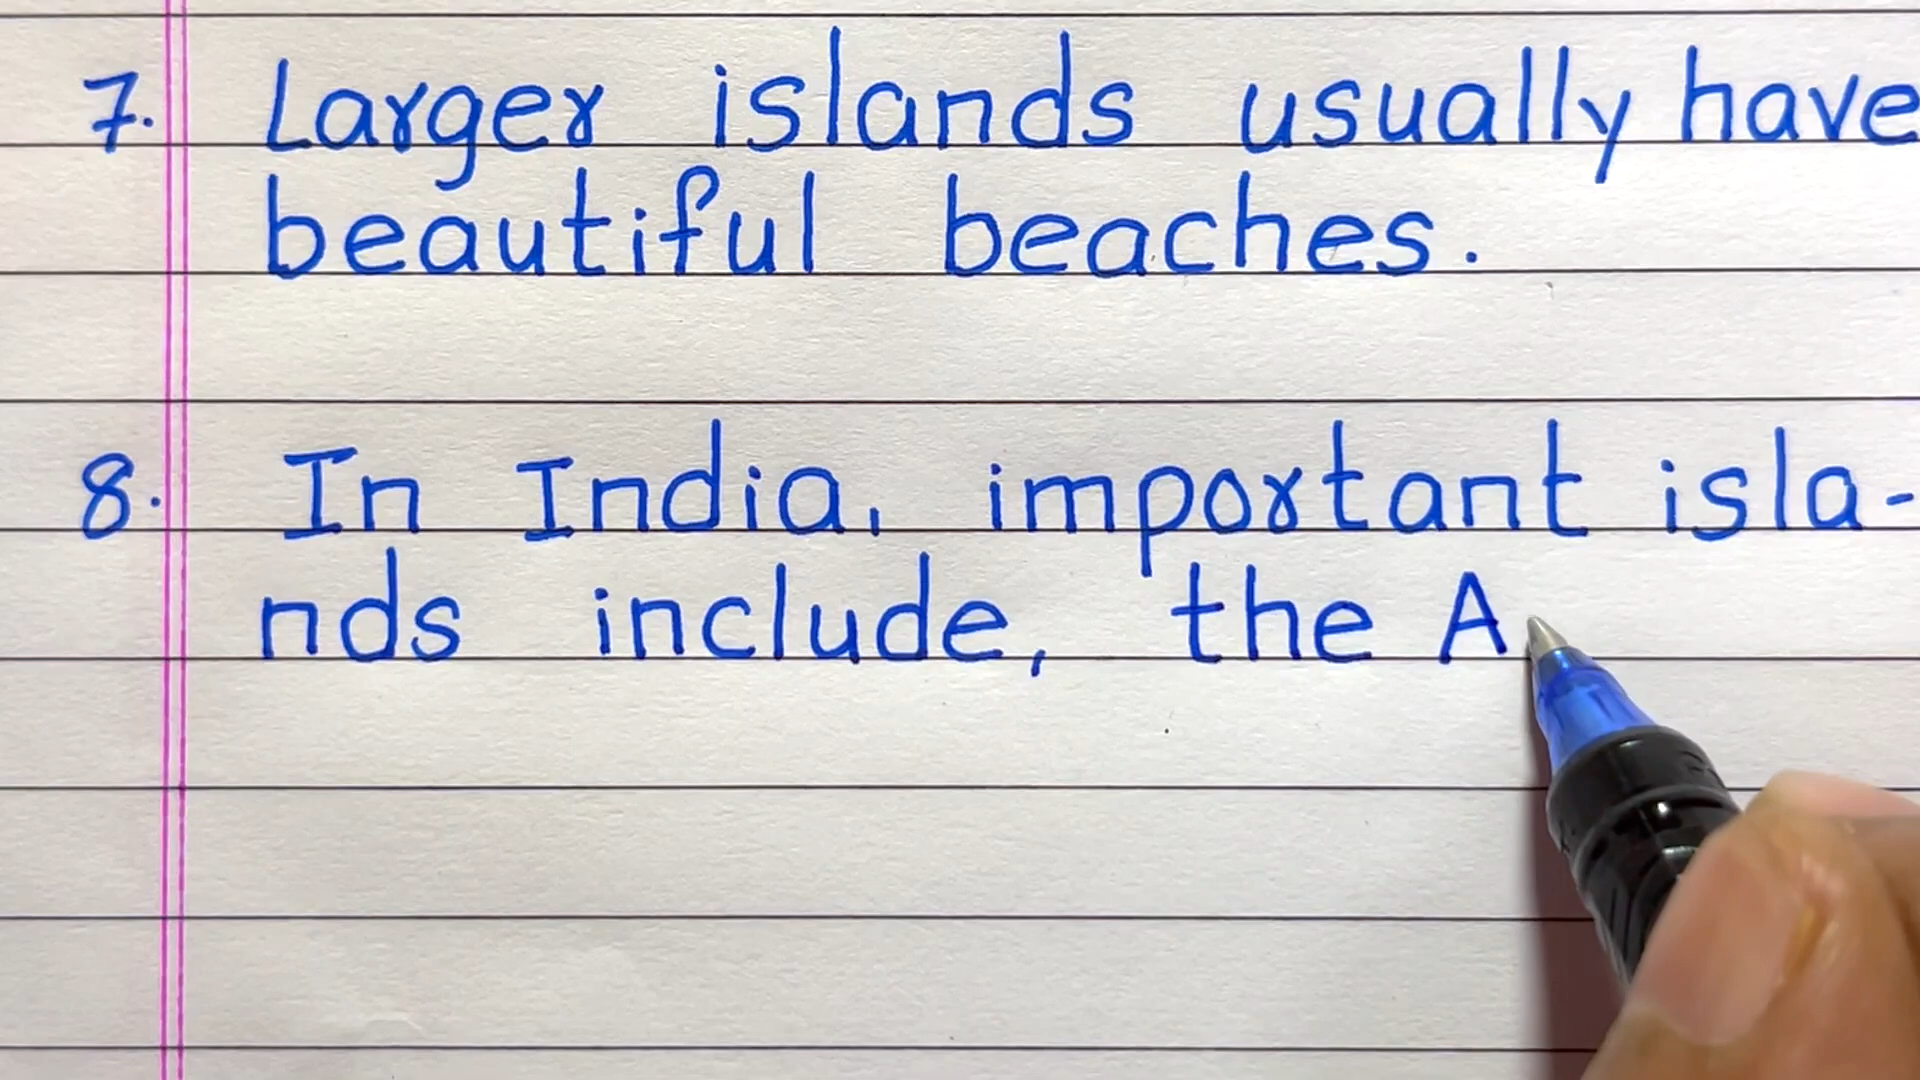 7. Larger islands usually have
beautiful beaches.
8. In India, important isla-
nds include, the A